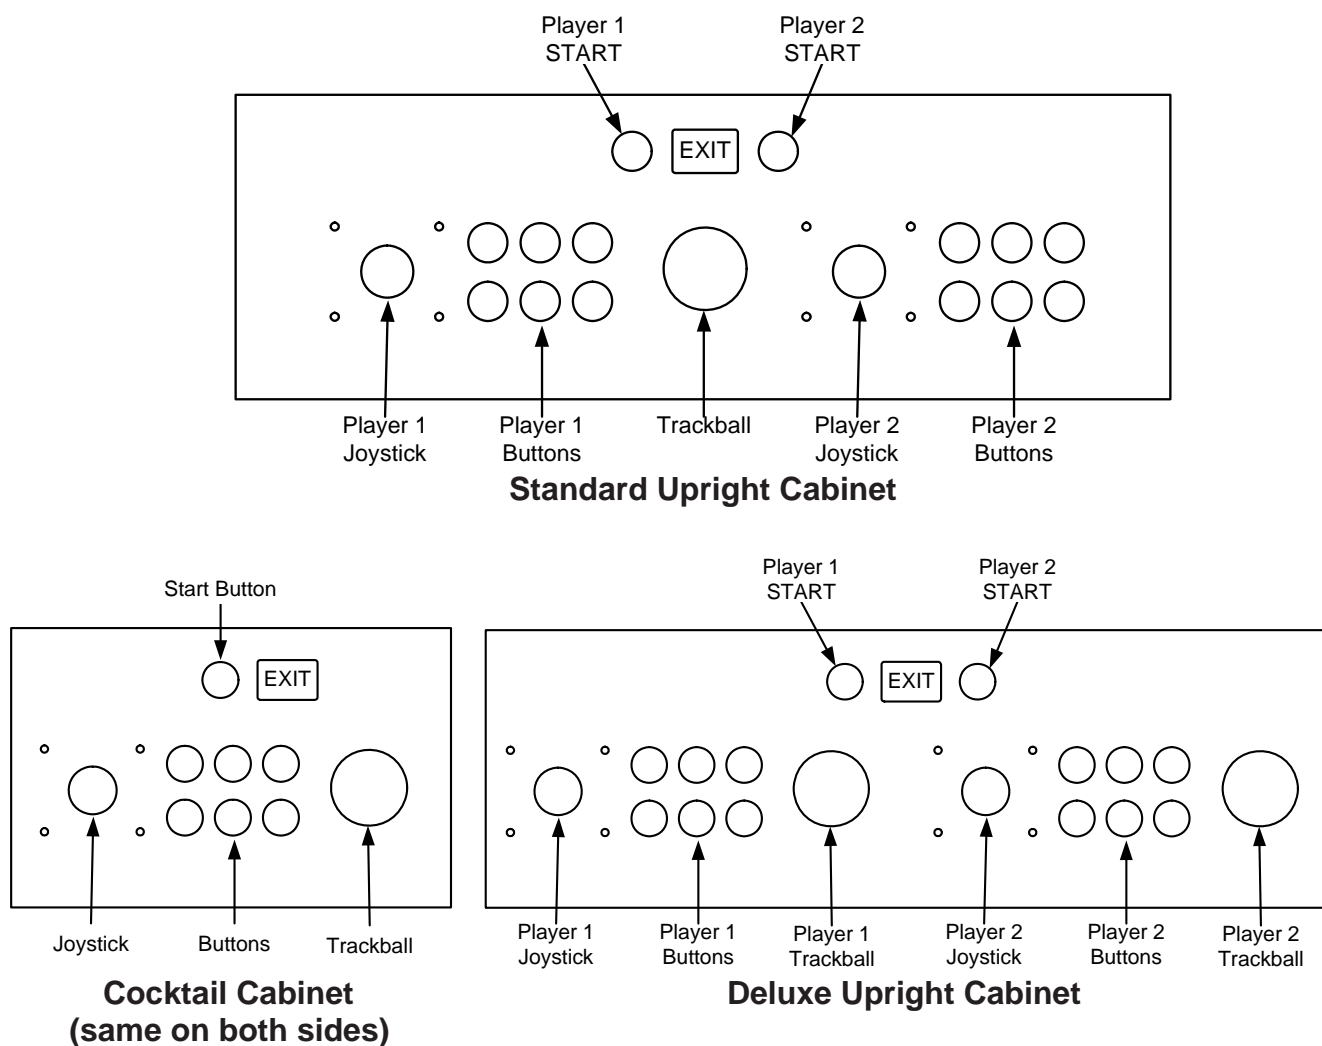 Player 1
START
Player 2
START
EXIT
Player 1
Joystick
Player 1
Buttons
Trackball
Player 2
Joystick
Player 2
Buttons
Standard Upright Cabinet
Start Button
EXIT
Joystick
Buttons
Trackball
Cocktail Cabinet
(same on both sides)
Player 1
START
Player 2
START
EXIT
Player 1
Joystick
Player 1
Buttons
Player 1
Trackball
Player 2
Joystick
Player 2
Buttons
Player 2
Trackball
Deluxe Upright Cabinet